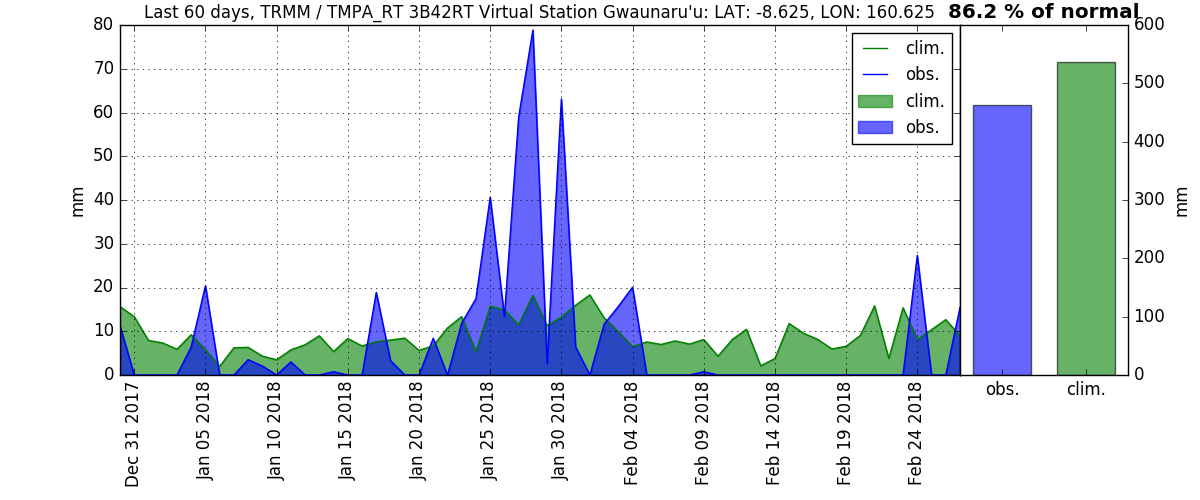 Last 60 days, TRMM / TMPA_RT 3B42RT Virtual Station Gwaunaru'u: LAT: -8.625, LON: 160.625 86.2 % of normal
80
70
60
50
40
30
20
10
0
mm
clim.
obs.
clim.
obs.
600
500
400
300
200
100
0
mm
Dec 31 2017
Jan 05 2018
Jan 10 2018
Jan 15 2018
Jan 20 2018
Jan 25 2018
Jan 30 2018
Feb 04 2018
Feb 09 2018
Feb 14 2018
Feb 19 2018
Feb 24 2018
obs.
clim.